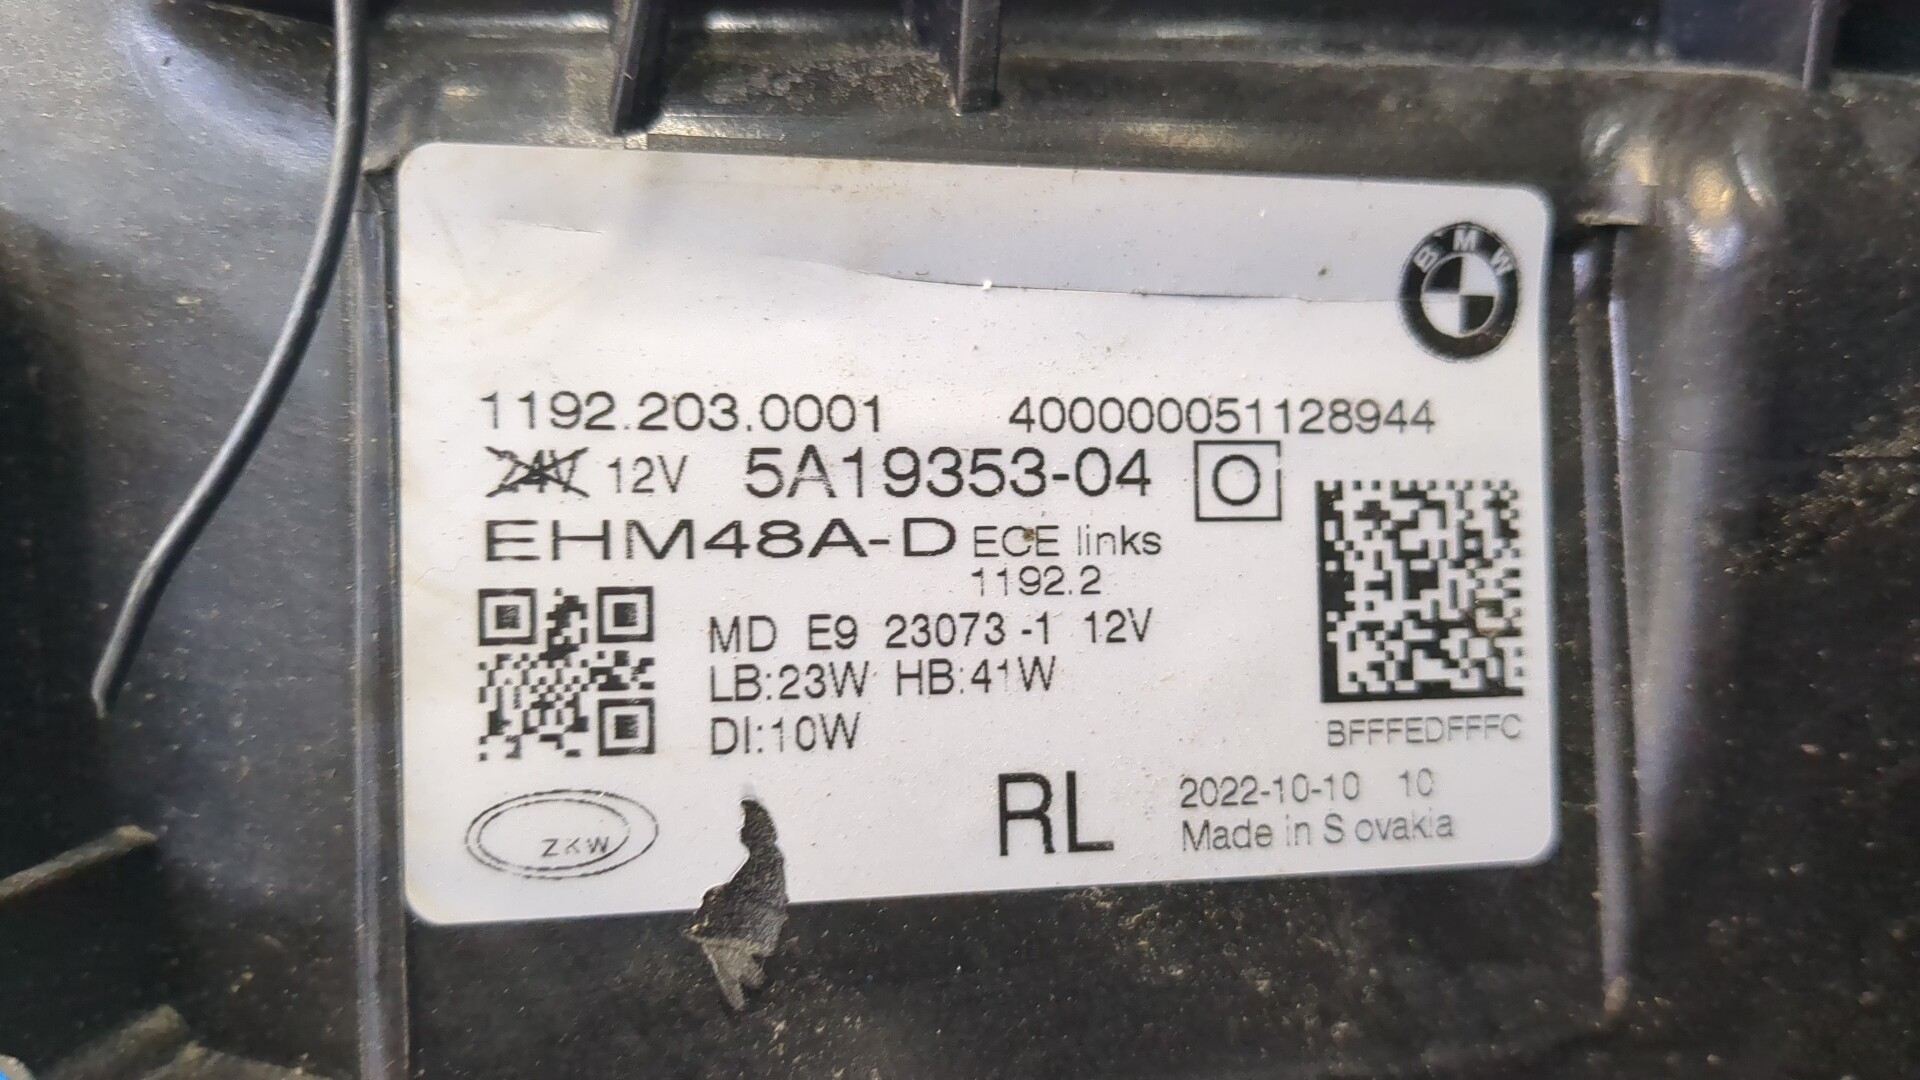 BMW
1192.203.0001 400000051128944
24V 12V 5A19353-04 O
EHM48A-D ECE links
1192.2
MD E9 23073 -1 12V
LB:23W HB:41W
DI:10W
BFFFEDFFFC
ZKW
RL
2022-10-10 10
Made in Slovakia